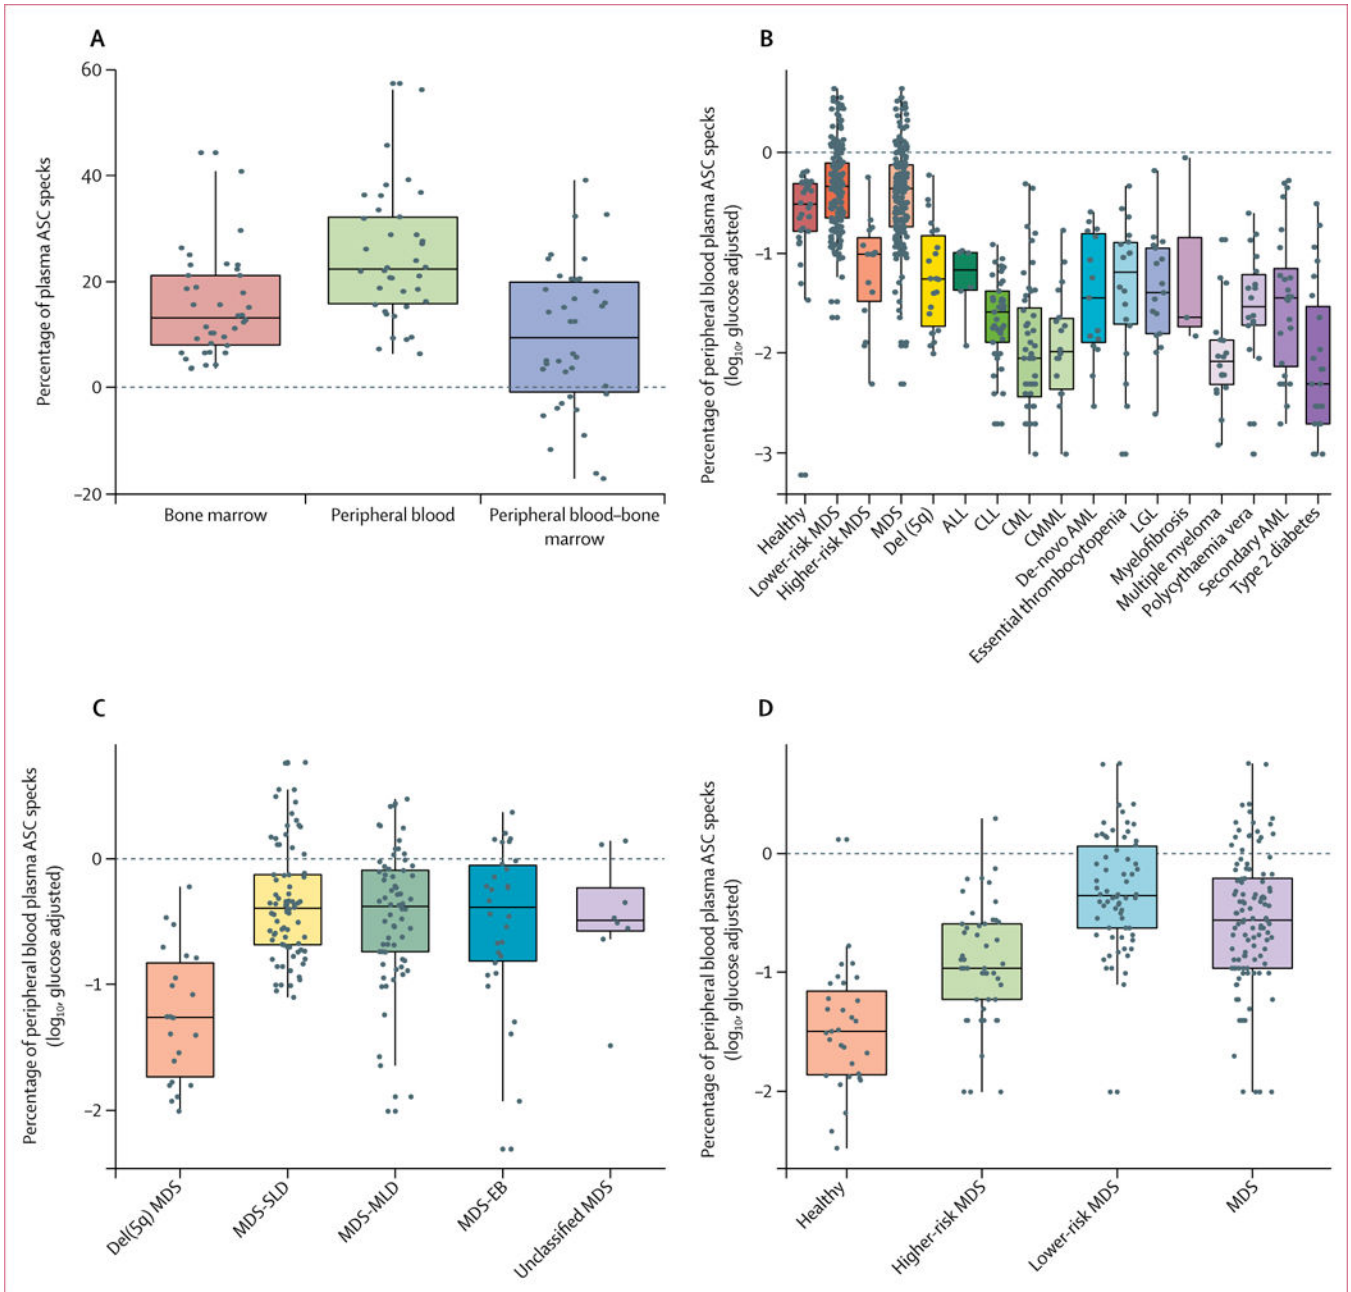 A
Percentage of plasma ASC specks
60
40
20
0
–20
Bone marrow
Peripheral blood
Peripheral blood–bone
marrow
B
Percentage of peripheral blood plasma ASC specks
(log₁₀, glucose adjusted)
0
–1
–2
–3
Healthy
Lower-risk MDS
Higher-risk MDS
MDS
Del (5q)
ALL
CLL
CML
CMML
De-novo AML
Essential thrombocytopenia
LGL
Myelofibrosis
Multiple myeloma
Polycythaemia vera
Secondary AML
Type 2 diabetes
C
Percentage of peripheral blood plasma ASC specks
(log₁₀, glucose adjusted)
0
–1
–2
Del(5q) MDS
MDS-SLD
MDS-MLD
MDS-EB
Unclassified MDS
D
Percentage of peripheral blood plasma ASC specks
(log₁₀, glucose adjusted)
0
–1
–2
Healthy
Higher-risk MDS
Lower-risk MDS
MDS